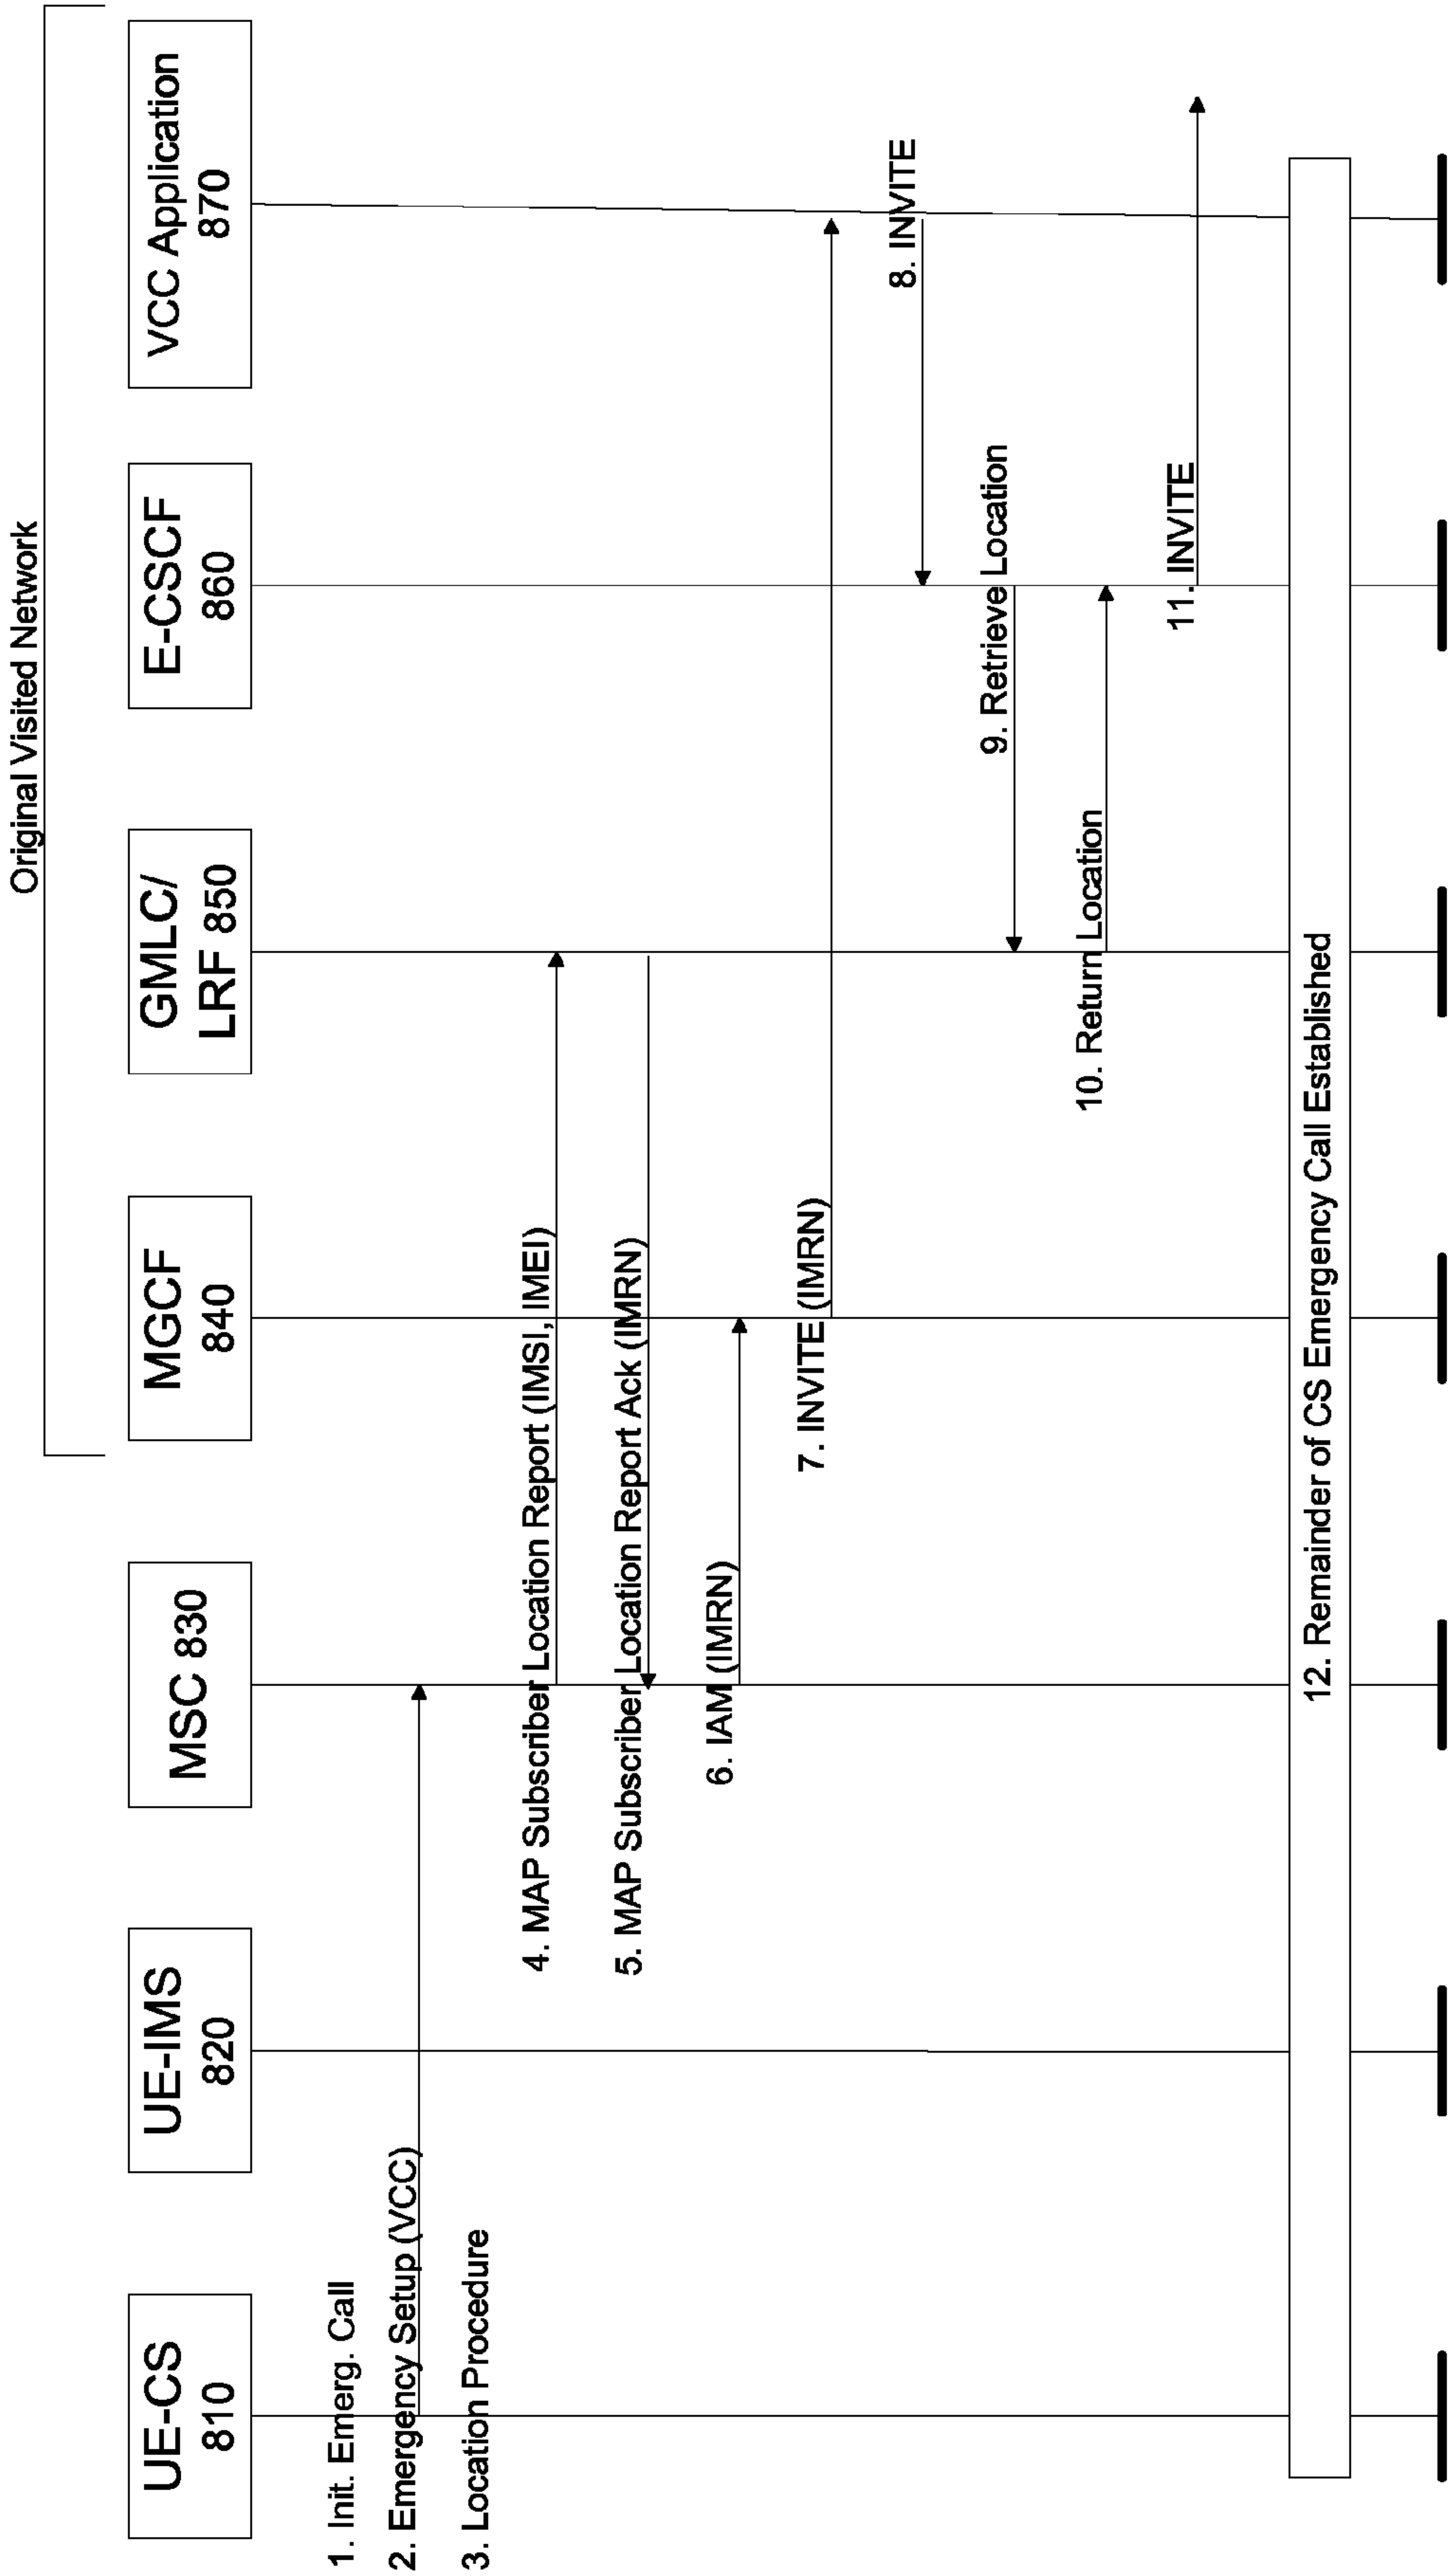 Original Visited Network
UE-CS
810
UE-IMS
820
MSC 830
MGCF
840
GMLC/
LRF 850
E-CSCF
860
VCC Application
870
1. Init. Emerg. Call
2. Emergency Setup (VCC)
3. Location Procedure
4. MAP Subscriber Location Report (IMSI, IMEI)
5. MAP Subscriber Location Report Ack (IMRN)
6. IAM (IMRN)
7. INVITE (IMRN)
8. INVITE
9. Retrieve Location
10. Return Location
11. INVITE
12. Remainder of CS Emergency Call Established